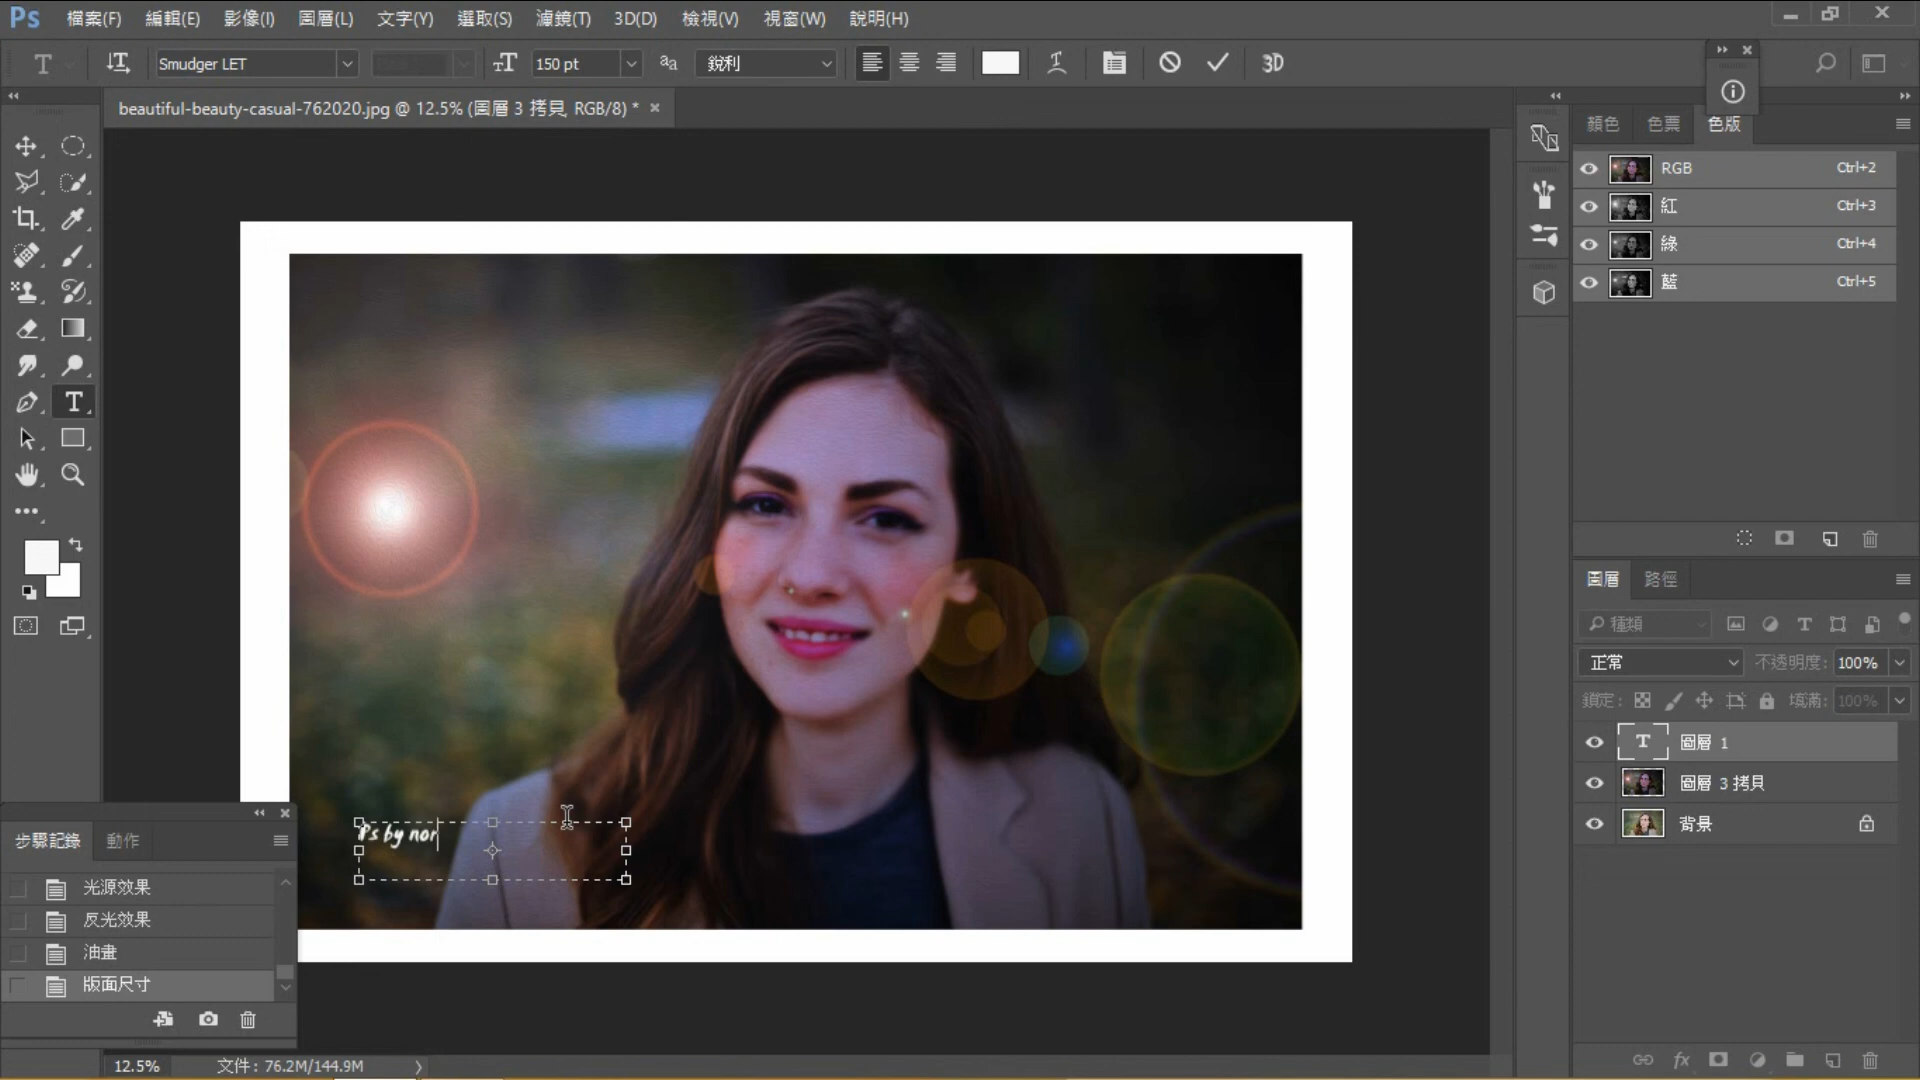 Ps 檔案(F) 編輯(E) 影像(I) 圖層(L) 文字(Y) 選取(S) 濾鏡(T) 3D(D) 檢視(V) 視窗(W) 說明(H)
T Smudger LET 150 pt aa 銳利 3D
beautiful-beauty-casual-762020.jpg @ 12.5% (圖層 3 拷貝, RGB/8) *
顏色 色票 色版
RGB Ctrl+2
紅 Ctrl+3
綠 Ctrl+4
藍 Ctrl+5
圖層 路徑
種類
正常 不透明度: 100%
鎖定: 填滿: 100%
T 圖層 1
圖層 3 拷貝
背景
Ps by nor
步驟記錄 動作
光源效果
反光效果
油畫
版面尺寸
12.5% 文件: 76.2M/144.9M
fx